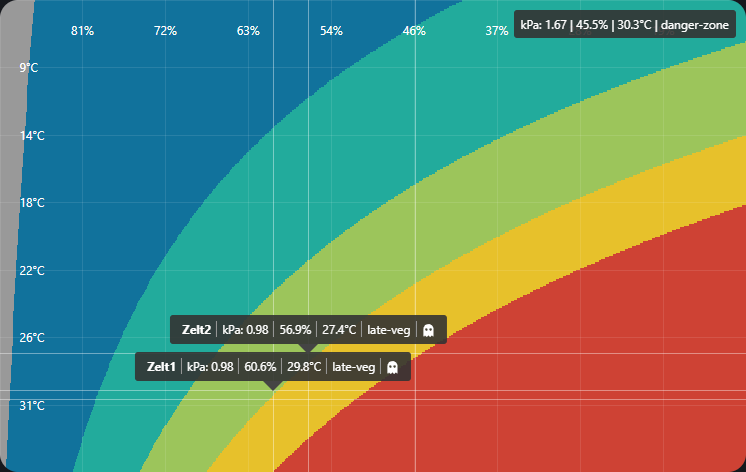 81% 72% 63% 54% 46% 37%
kPa: 1.67 | 45.5% | 30.3°C | danger-zone
9°C
14°C
18°C
22°C
Zelt2 | kPa: 0.98 | 56.9% | 27.4°C | late-veg |
26°C
Zelt1 | kPa: 0.98 | 60.6% | 29.8°C | late-veg |
31°C